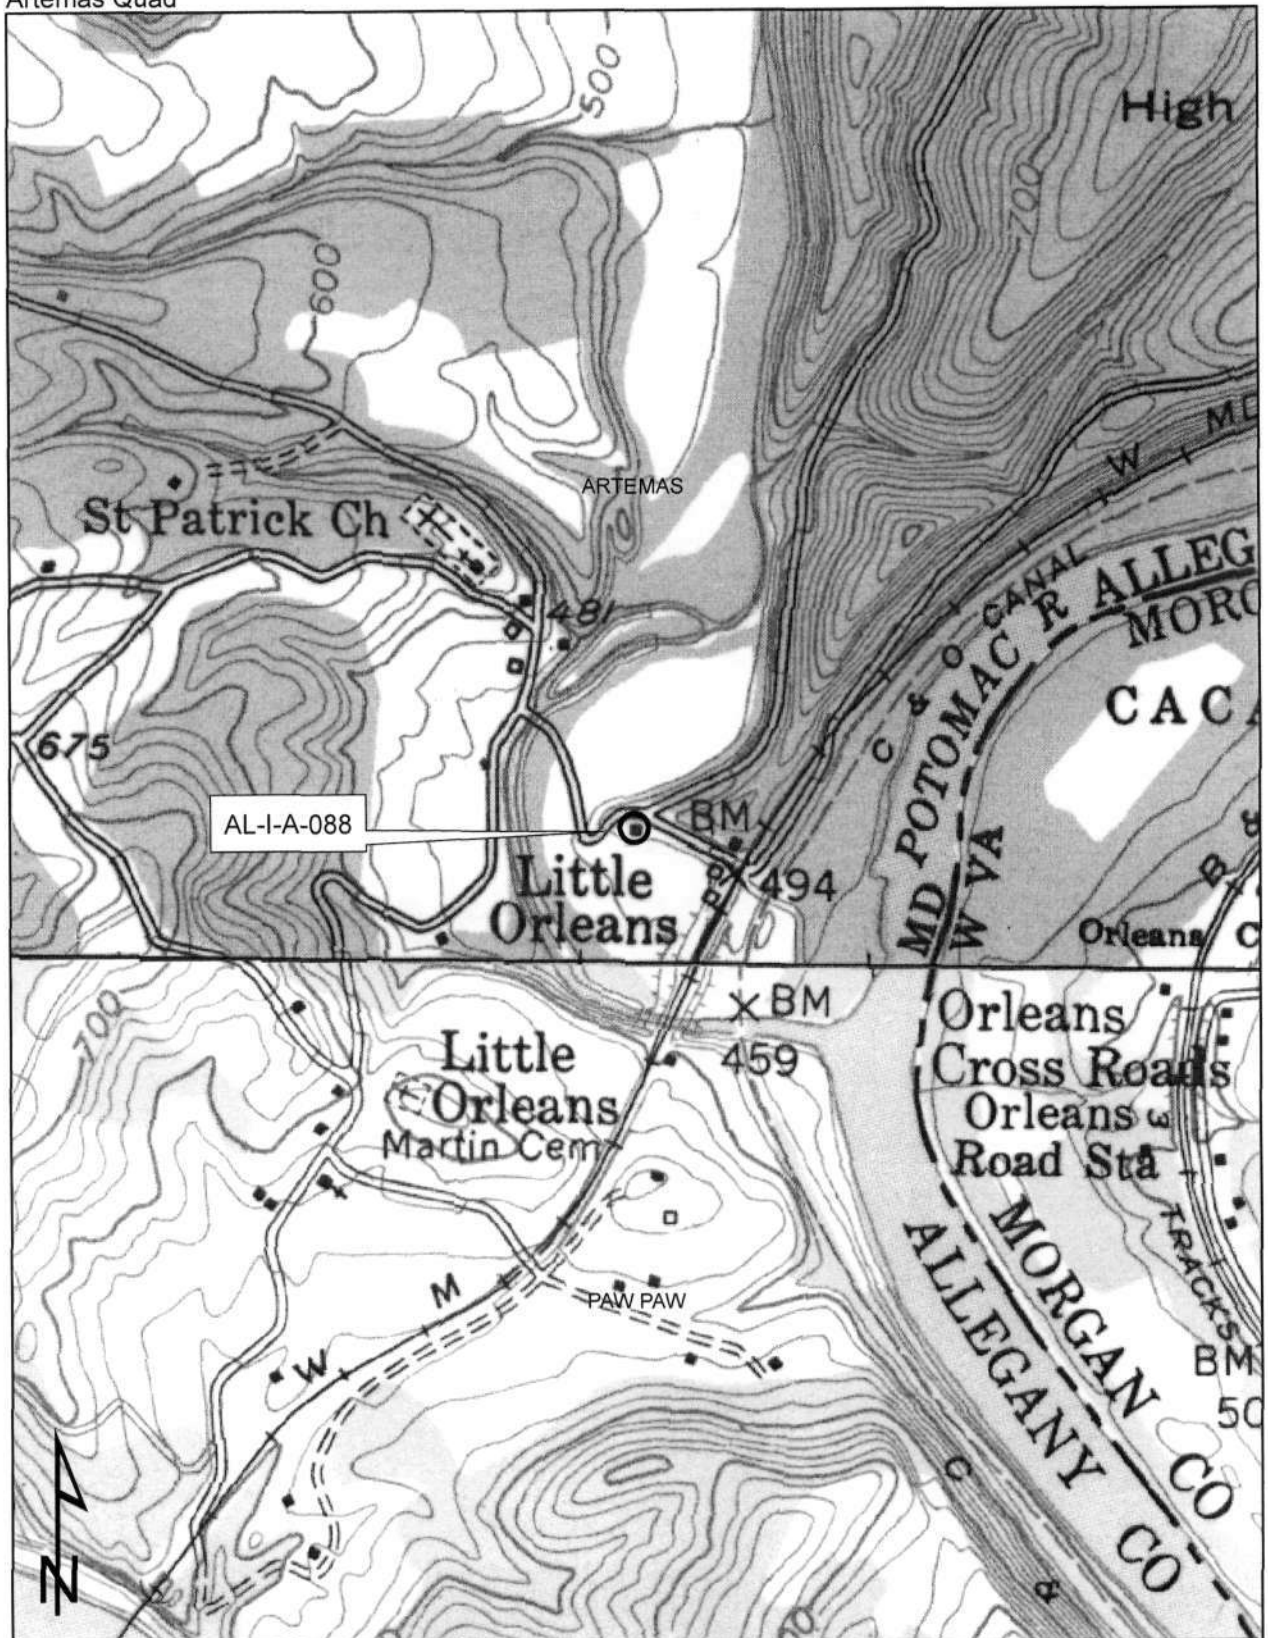 Artemas Quad
500
High
700
600
MD
W
ARTEMAS
St Patrick Ch
ALLEG
MORG
CANAL
O
&
C
POTOMAC R
481
CACA
675
AL-I-A-088
BM
Little
Orleans
494
MD
W VA
B
&
Orleans
C
700
BM
459
Orleans
Cross Roads
Orleans
Road Sta
Little
Orleans
Martin Cem
3
TRACKS
MORGAN CO
ALLEGANY CO
W M
PAW PAW
BM
50
C
&
N